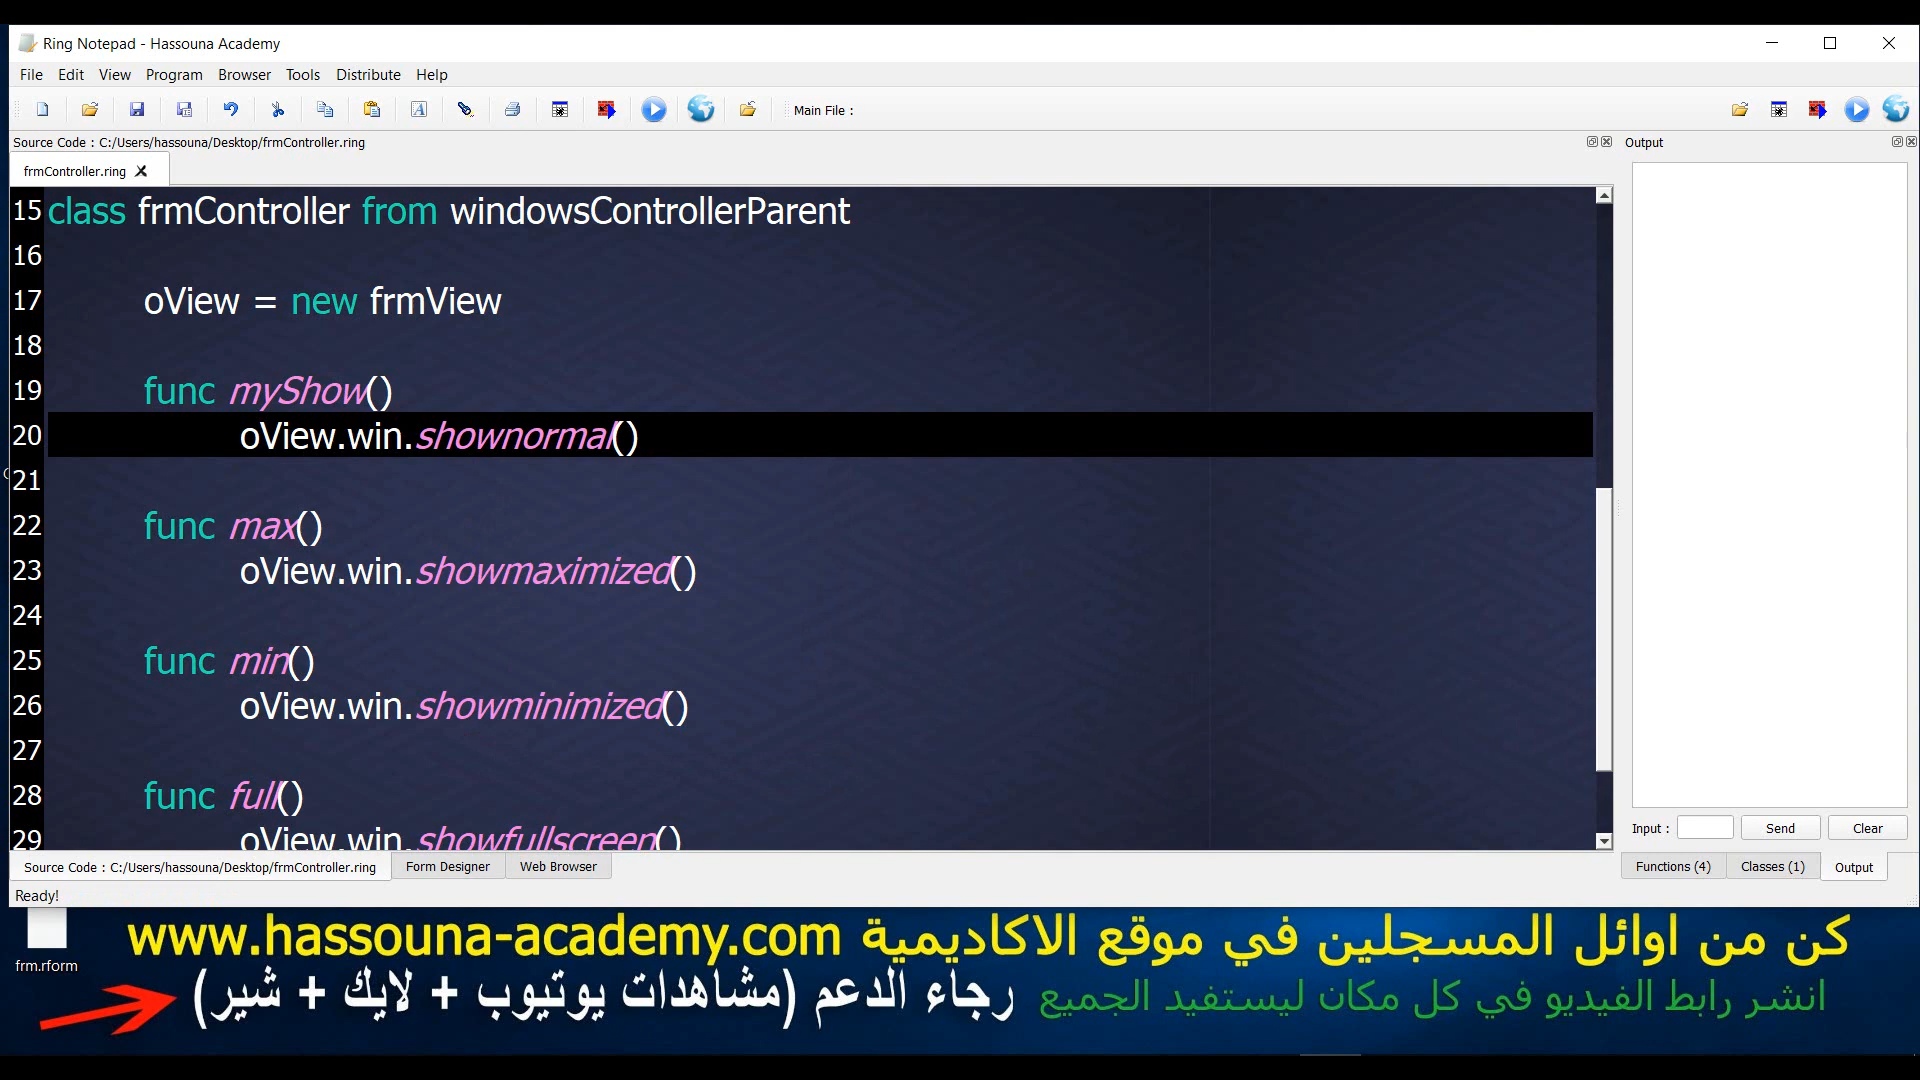 Ring Notepad - Hassouna Academy
File Edit View Program Browser Tools Distribute Help
Main File :
Source Code : C:/Users/hassouna/Desktop/frmController.ring
Output
frmController.ring
15 class frmController from windowsControllerParent
16
17 oView = new frmView
18
19 func myShow()
20 oView.win.shownormal()
21
22 func max()
23 oView.win.showmaximized()
24
25 func min()
26 oView.win.showminimized()
27
28 func full()
29 oView.win.showfullscreen()
Input : Send Clear
Source Code : C:/Users/hassouna/Desktop/frmController.ring Form Designer Web Browser
Functions (4) Classes (1) Output
Ready!
frm.rform
كن من اوائل المسجلين في موقع الاكاديمية www.hassouna-academy.com
انشر رابط الفيديو في كل مكان ليستفيد الجميع رجاء الدعم (مشاهدات يوتيوب + لايك + شير)